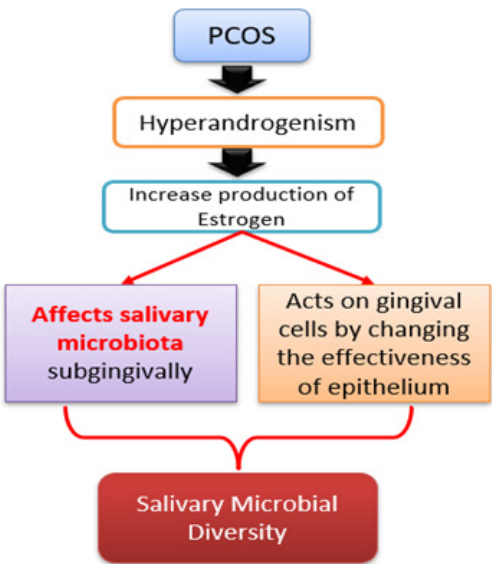 PCOS
Hyperandrogenism
Increase production of
Estrogen
Affects salivary
microbiota
subgingivally
Acts on gingival
cells by changing
the effectiveness
of epithelium
Salivary Microbial
Diversity